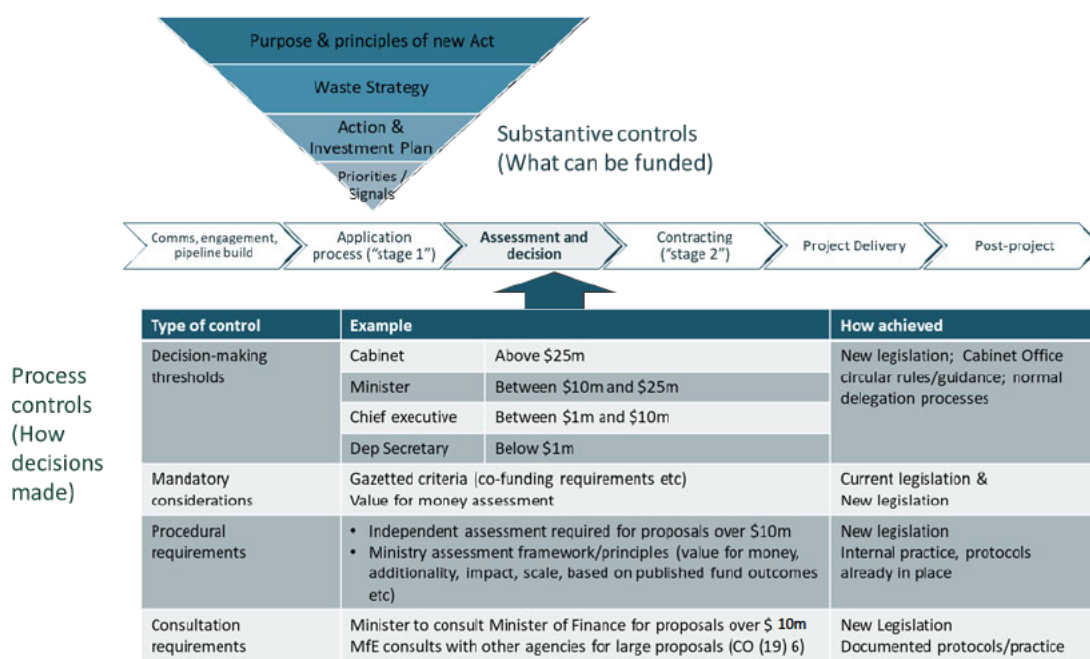 Purpose & principles of new Act
Waste Strategy
Action &
Investment Plan
Priorities /
Signals
Substantive controls
(What can be funded)
Comms, engagement,
pipeline build
Application
process ("stage 1")
Assessment and
decision
Contracting
("stage 2")
Project Delivery
Post-project
Process
controls
(How
decisions
made)
Type of control
Example
How achieved
Decision-making
thresholds
Cabinet
Above $25m
Minister
Between $10m and $25m
Chief executive
Between $1m and $10m
Dep Secretary
Below $1m
New legislation; Cabinet Office
circular rules/guidance; normal
delegation processes
Mandatory
considerations
Gazetted criteria (co-funding requirements etc)
Value for money assessment
Current legislation &
New legislation
Procedural
requirements
• Independent assessment required for proposals over $10m
• Ministry assessment framework/principles (value for money,
additionality, impact, scale, based on published fund outcomes
etc)
New legislation
Internal practice, protocols
already in place
Consultation
requirements
Minister to consult Minister of Finance for proposals over $ 10m
MfE consults with other agencies for large proposals (CO (19) 6)
New Legislation
Documented protocols/practice